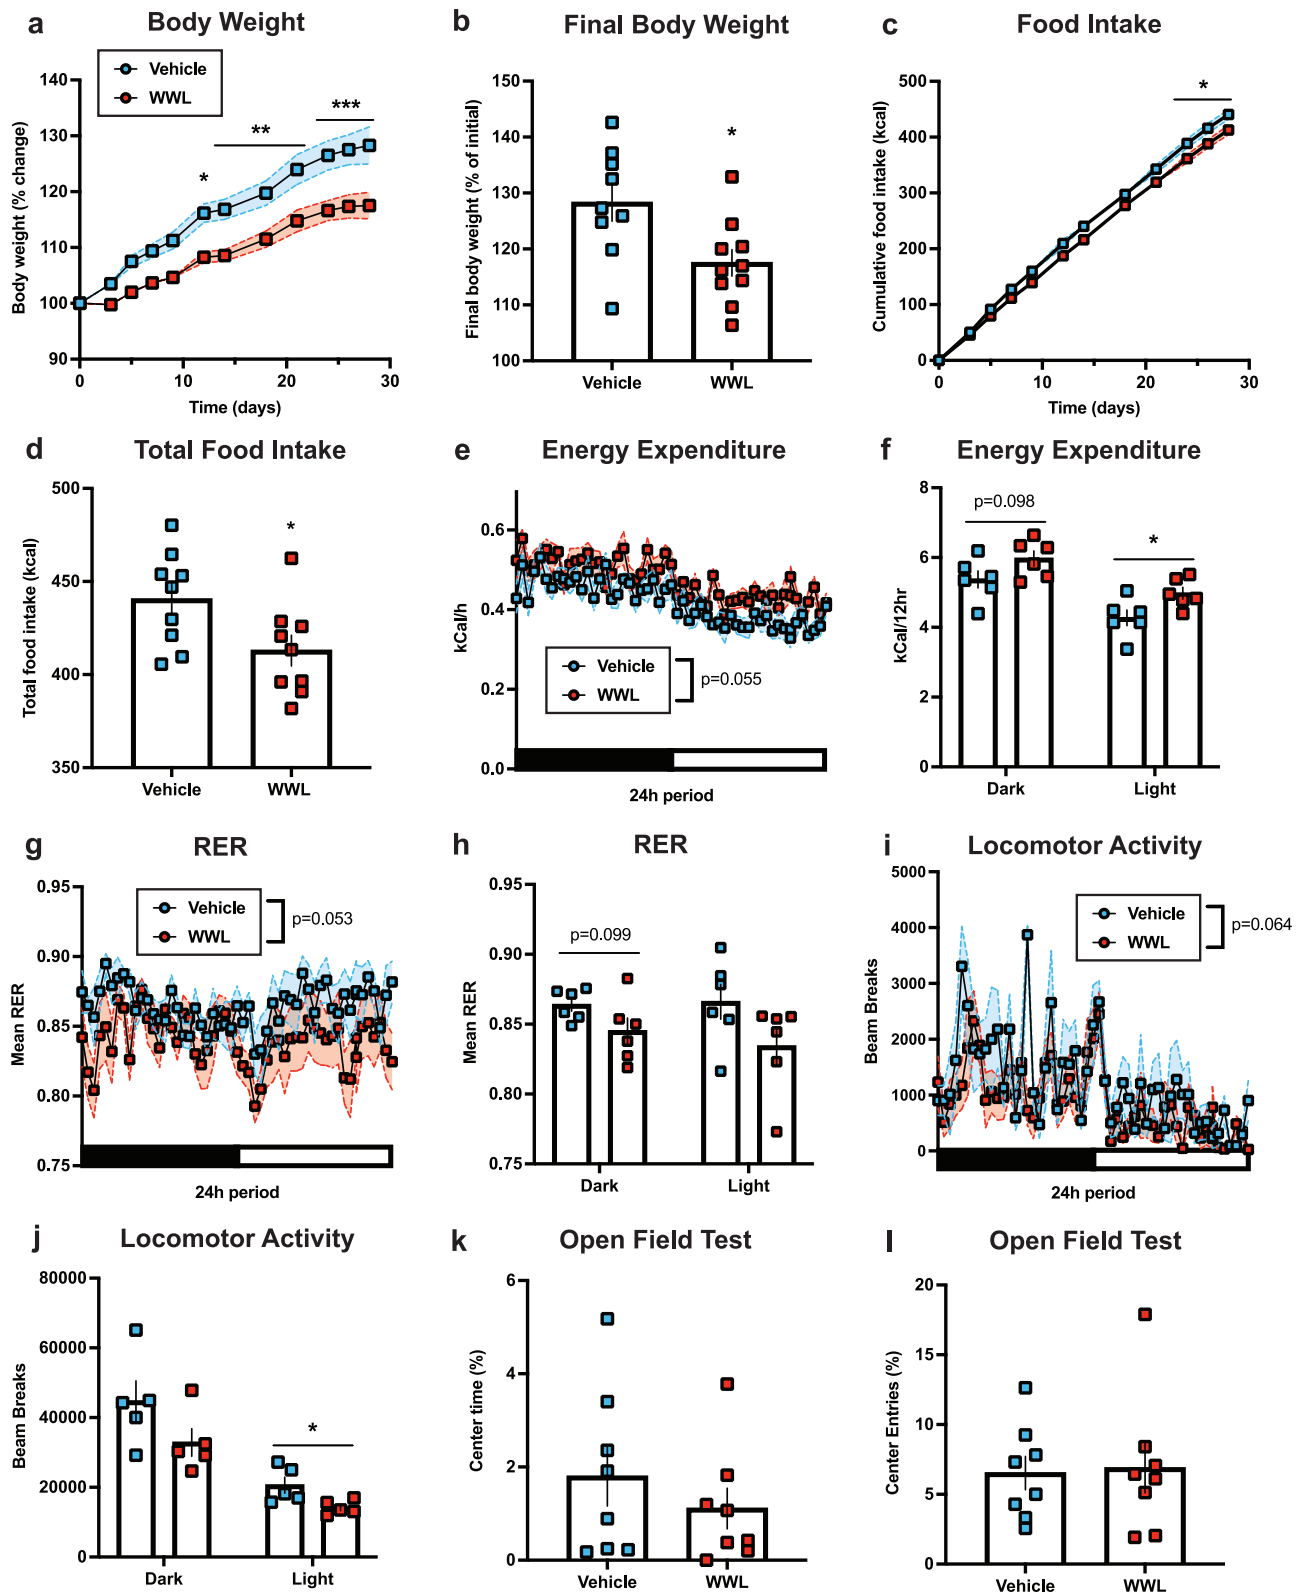 a Body Weight
Vehicle
WWL
Body weight (% change)
140
130
120
110
100
90
*
**
***
0 10 20 30
Time (days)
b Final Body Weight
Final body weight (% of initial)
150
140
130
120
110
100
*
Vehicle WWL
c Food Intake
Cumulative food intake (kcal)
500
400
300
200
100
0
*
0 10 20 30
Time (days)
d Total Food Intake
Total food intake (kcal)
500
450
400
350
*
Vehicle WWL
e Energy Expenditure
kCal/h
0.6
0.4
0.2
0.0
Vehicle
WWL
p=0.055
24h period
f Energy Expenditure
kCal/12hr
8
6
4
2
0
p=0.098
*
Dark Light
g RER
Mean RER
0.95
0.90
0.85
0.80
0.75
Vehicle
WWL
p=0.053
24h period
h RER
Mean RER
0.95
0.90
0.85
0.80
0.75
p=0.099
Dark Light
i Locomotor Activity
Beam Breaks
5000
4000
3000
2000
1000
0
Vehicle
WWL
p=0.064
24h period
j Locomotor Activity
Beam Breaks
80000
60000
40000
20000
0
*
Dark Light
k Open Field Test
Center time (%)
6
4
2
0
Vehicle WWL
l Open Field Test
Center Entries (%)
20
15
10
5
0
Vehicle WWL